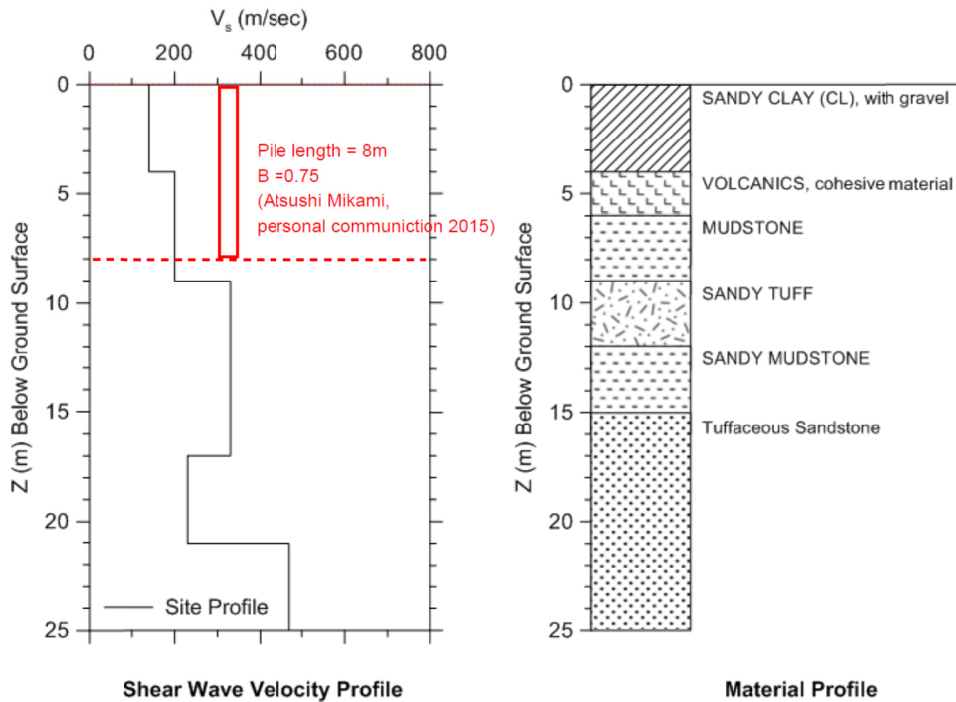 V_s (m/sec)
0 200 400 600 800
0
5
10
15
20
25
Z (m) Below Ground Surface
Pile length = 8m
B =0.75
(Atsushi Mikami,
personal communiction 2015)
Site Profile
Shear Wave Velocity Profile
0
5
10
15
20
25
Z (m) Below Ground Surface
SANDY CLAY (CL), with gravel
VOLCANICS, cohesive material
MUDSTONE
SANDY TUFF
SANDY MUDSTONE
Tuffaceous Sandstone
Material Profile